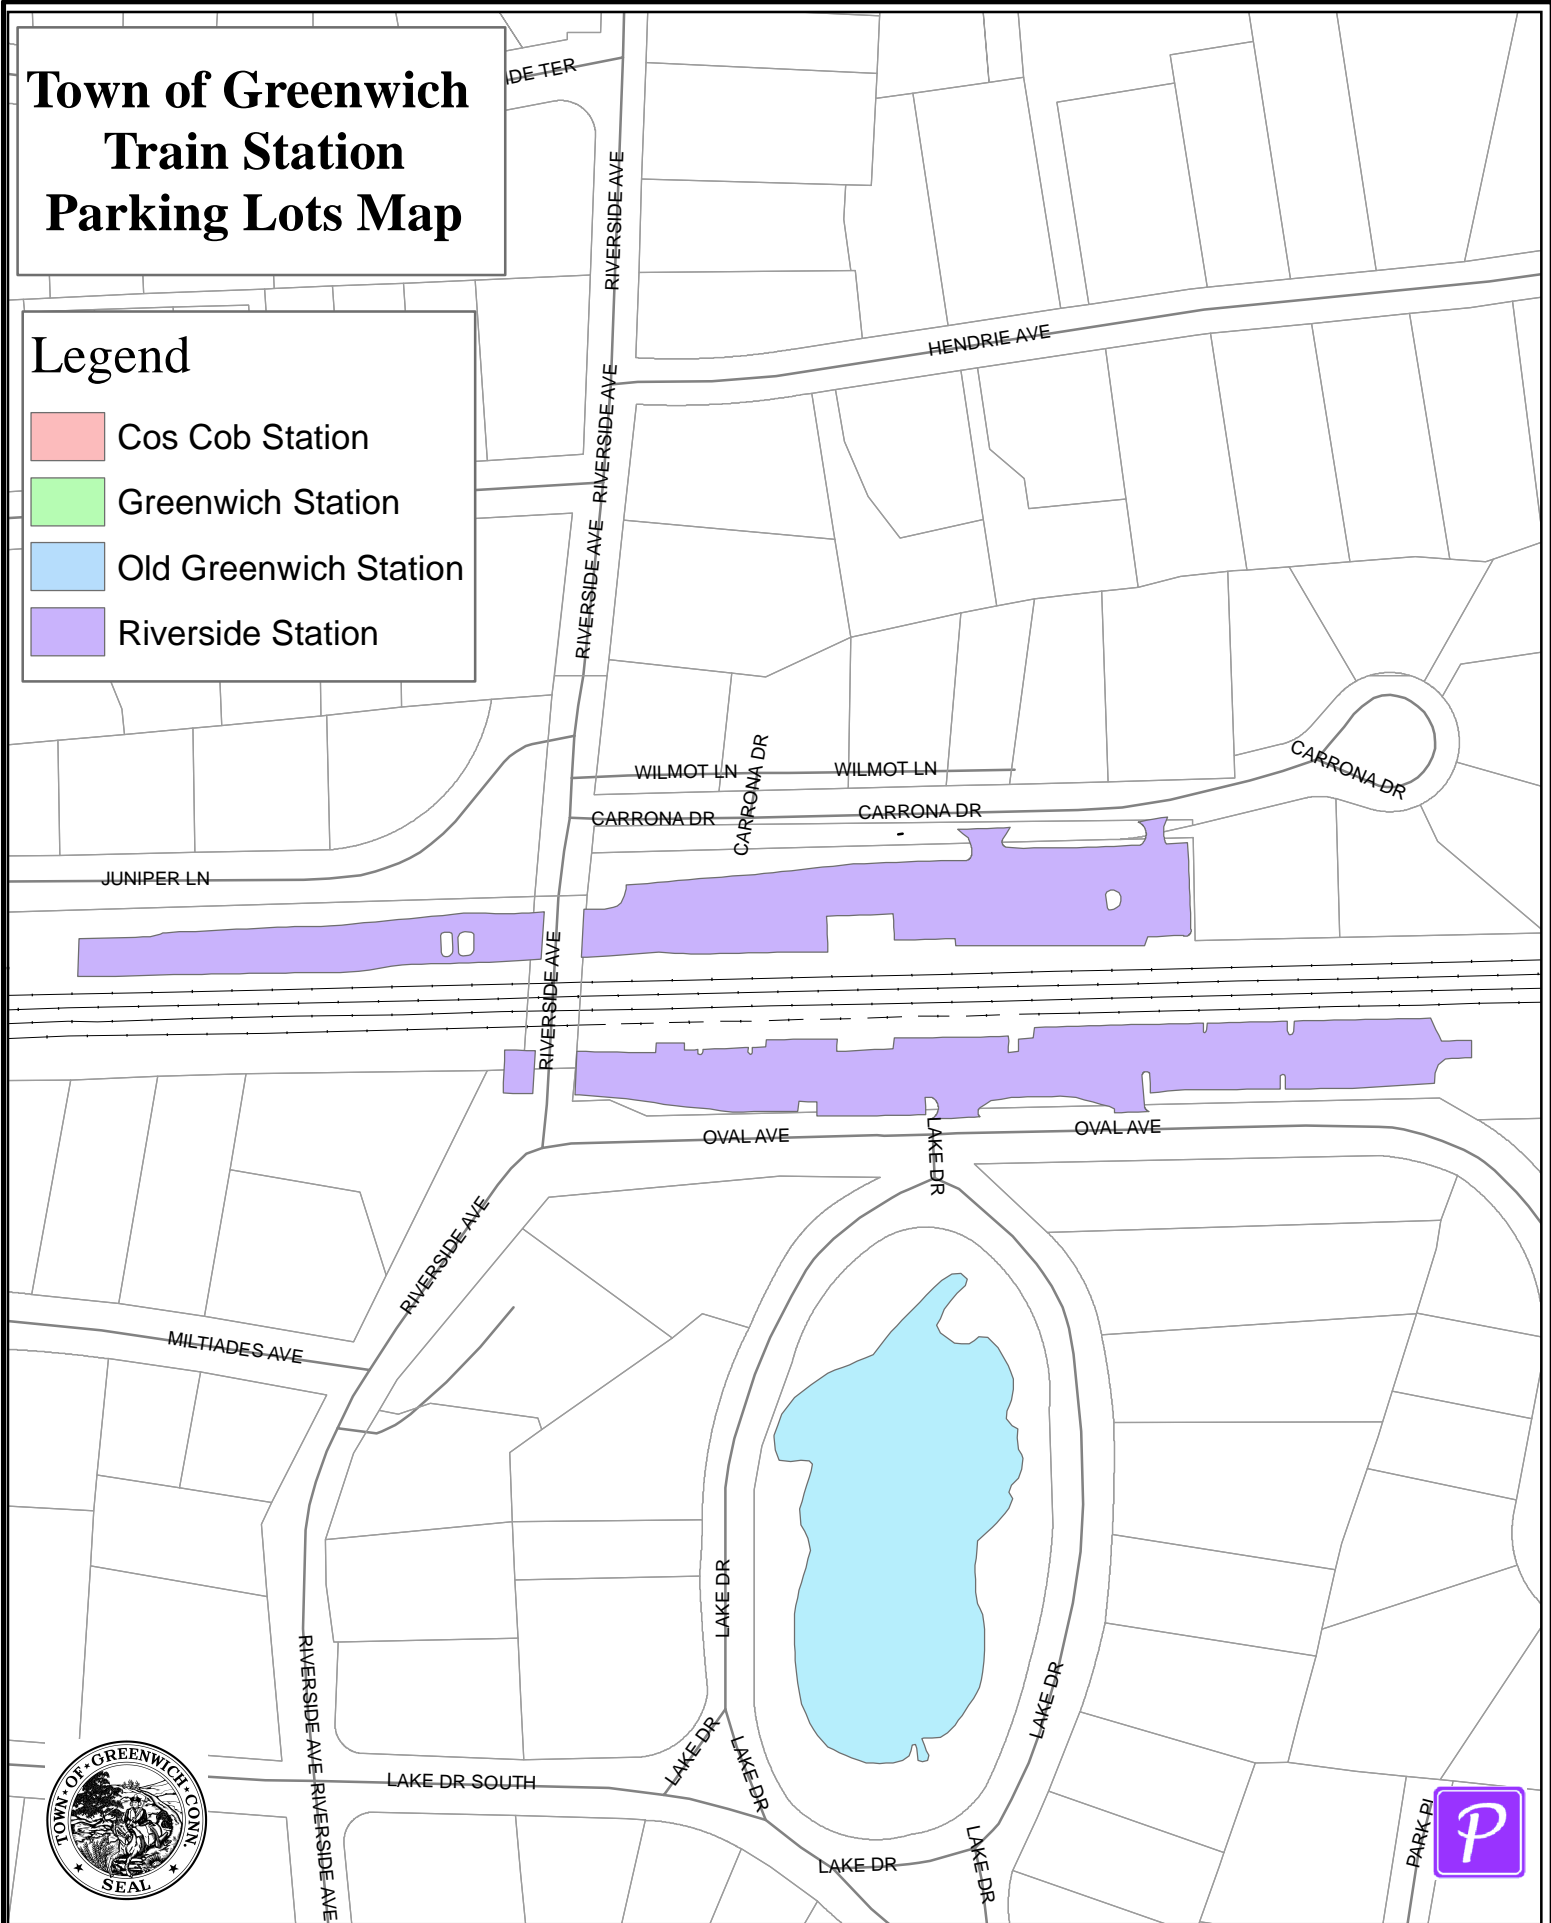 Town of Greenwich
Train Station
Parking Lots Map
IDE TER
RIVERSIDE AVE
HENDRIE AVE
Legend
Cos Cob Station
Greenwich Station
Old Greenwich Station
Riverside Station
RIVERSIDE AVE
RIVERSIDE AVE
WILMOT LN
WILMOT LN
CARRONA DR
CARRONA DR
CARRONA DR
CARRONA DR
JUNIPER LN
RIVERSIDE AVE
OVAL AVE
OVAL AVE
LAKE DR
RIVERSIDE AVE
MILTIADES AVE
LAKE DR
LAKE DR
RIVERSIDE AVE
RIVERSIDE AVE
LAKE DR
LAKE DR
LAKE DR SOUTH
LAKE DR
LAKE DR
PARK Pl
P
TOWN OF GREENWICH CONN.
SEAL